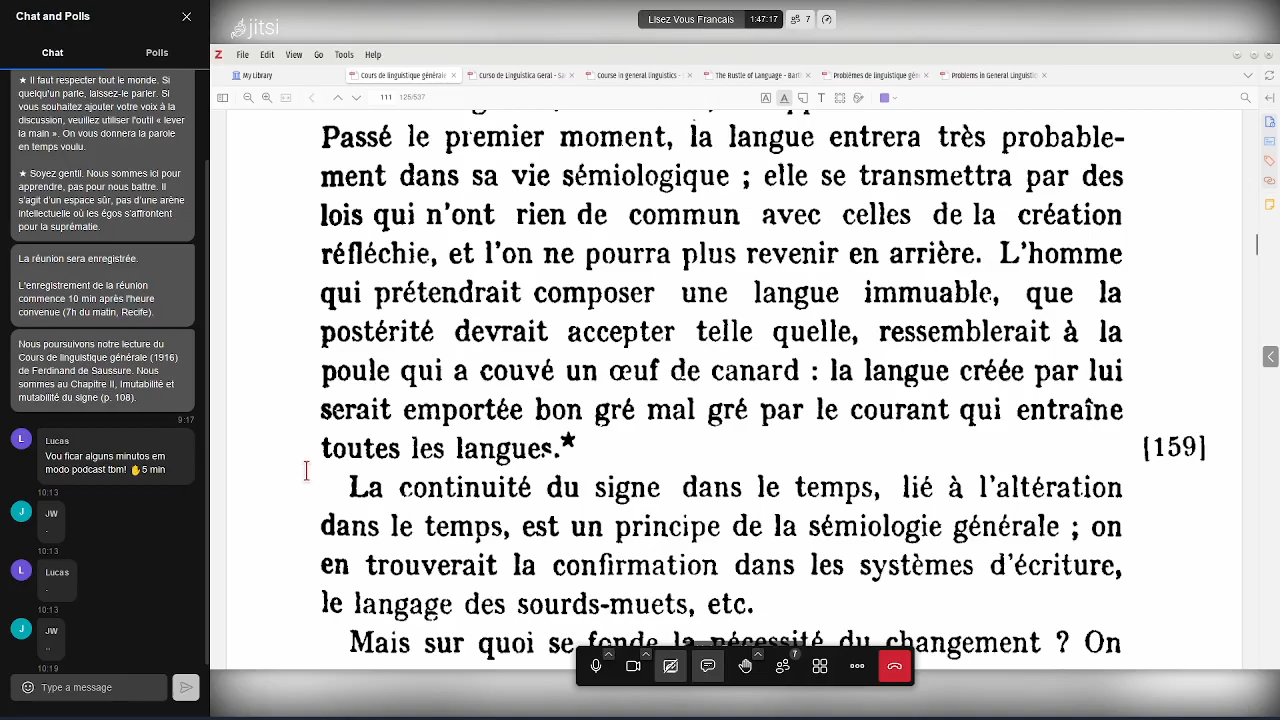 Chat and Polls
Chat
Polls
★ Il faut respecter tout le monde. Si
quelqu'un parle, laissez-le parler. Si
vous souhaitez ajouter votre voix à la
discussion, veuillez utiliser l'outil « lever
la main ». On vous donnera la parole
en temps voulu.
★ Soyez gentil. Nous sommes ici pour
apprendre, pas pour nous battre. Il
s'agit d'un espace sûr, pas d'une arène
intellectuelle où les égos s'affrontent
pour la suprématie.
La réunion sera enregistrée.
L'enregistrement de la réunion
commence 10 min après l'heure
convenue (7h du matin, Recife).
Nous poursuivons notre lecture du
Cours de linguistique générale (1916)
de Ferdinand de Saussure. Nous
sommes au Chapitre II, Imutabilité et
mutabilité du signe (p. 108).
9:17
L
Lucas
Vou ficar alguns minutos em
modo podcast tbm! ✋5 min
10:13
J
JW
.
10:13
L
Lucas
.
10:13
J
JW
..
10:19
Type a message
jitsi
Lisez Vous Francais
1:47:17
7
Z
File Edit View Go Tools Help
My Library
Cours de linguistique générale
Curso de Linguística Geral - sa
Course in general linguistics -
The Rustle of Language - Bart
Problèmes de linguistique gén
Problems in General Linguistic
111 125/537
Passé le premier moment, la langue entrera très probable-
ment dans sa vie sémiologique ; elle se transmettra par des
lois qui n'ont rien de commun avec celles de la création
réfléchie, et l'on ne pourra plus revenir en arrière. L'homme
qui prétendrait composer une langue immuable, que la
postérité devrait accepter telle quelle, ressemblerait à la
poule qui a couvé un œuf de canard : la langue créée par lui
serait emportée bon gré mal gré par le courant qui entraîne
toutes les langues.★
[159]
La continuité du signe dans le temps, lié à l'altération
dans le temps, est un principe de la sémiologie générale ; on
en trouverait la confirmation dans les systèmes d'écriture,
le langage des sourds-muets, etc.
Mais sur quoi se fonde la nécessité du changement ? On
7